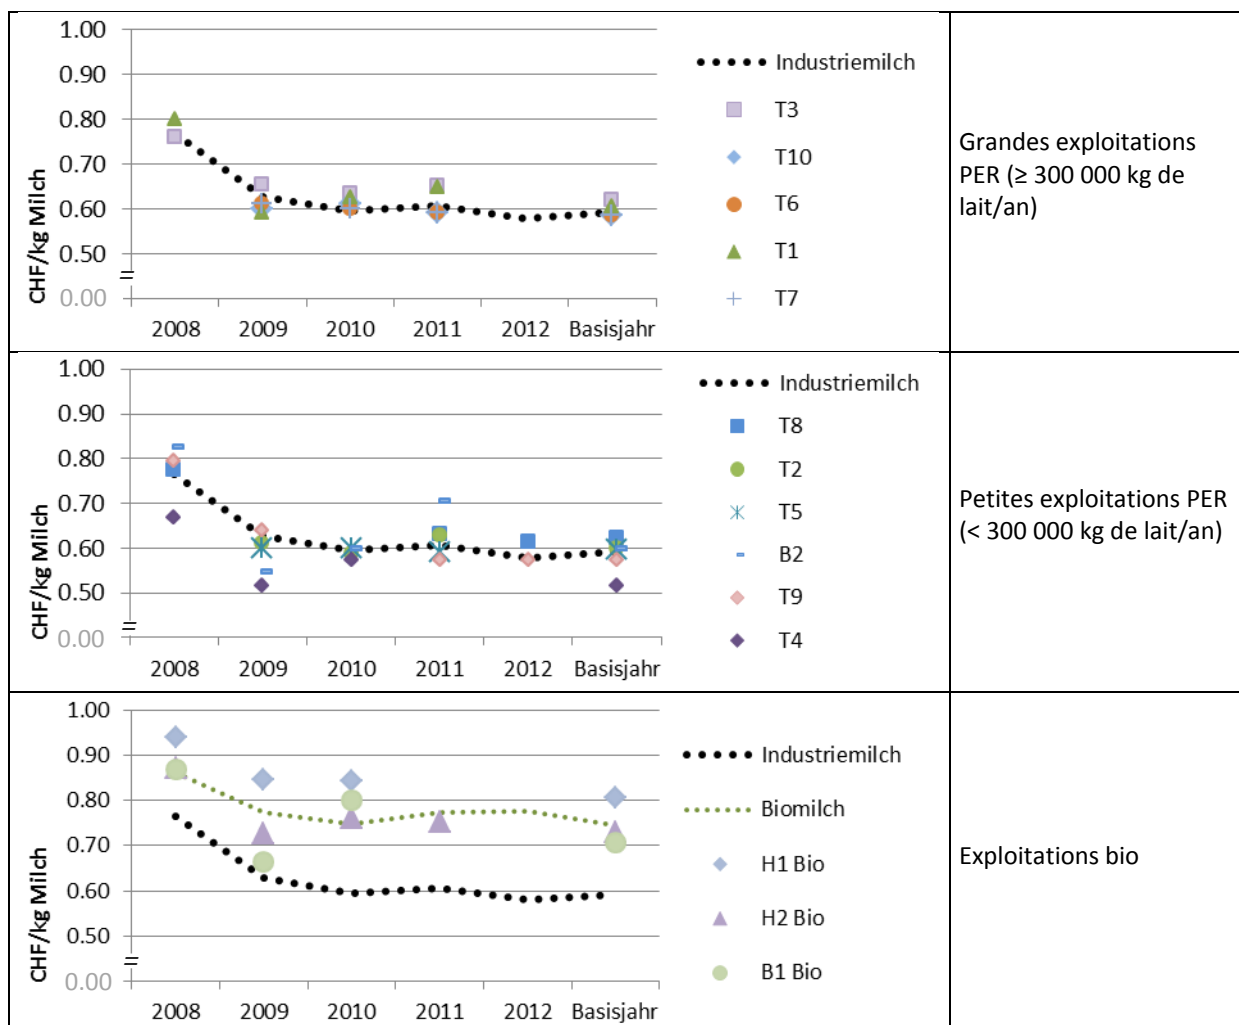 1.00
0.90
0.80
0.70
0.60
0.50
0.00
CHF/kg Milch
2008 2009 2010 2011 2012 Basisjahr
Industriemilch
T3
T10
T6
T1
T7
Grandes exploitations
PER (≥ 300 000 kg de
lait/an)
1.00
0.90
0.80
0.70
0.60
0.50
0.00
CHF/kg Milch
2008 2009 2010 2011 2012 Basisjahr
Industriemilch
T8
T2
T5
B2
T9
T4
Petites exploitations PER
(< 300 000 kg de lait/an)
1.00
0.90
0.80
0.70
0.60
0.50
0.00
CHF/kg Milch
2008 2009 2010 2011 2012 Basisjahr
Industriemilch
Biomilch
H1 Bio
H2 Bio
B1 Bio
Exploitations bio